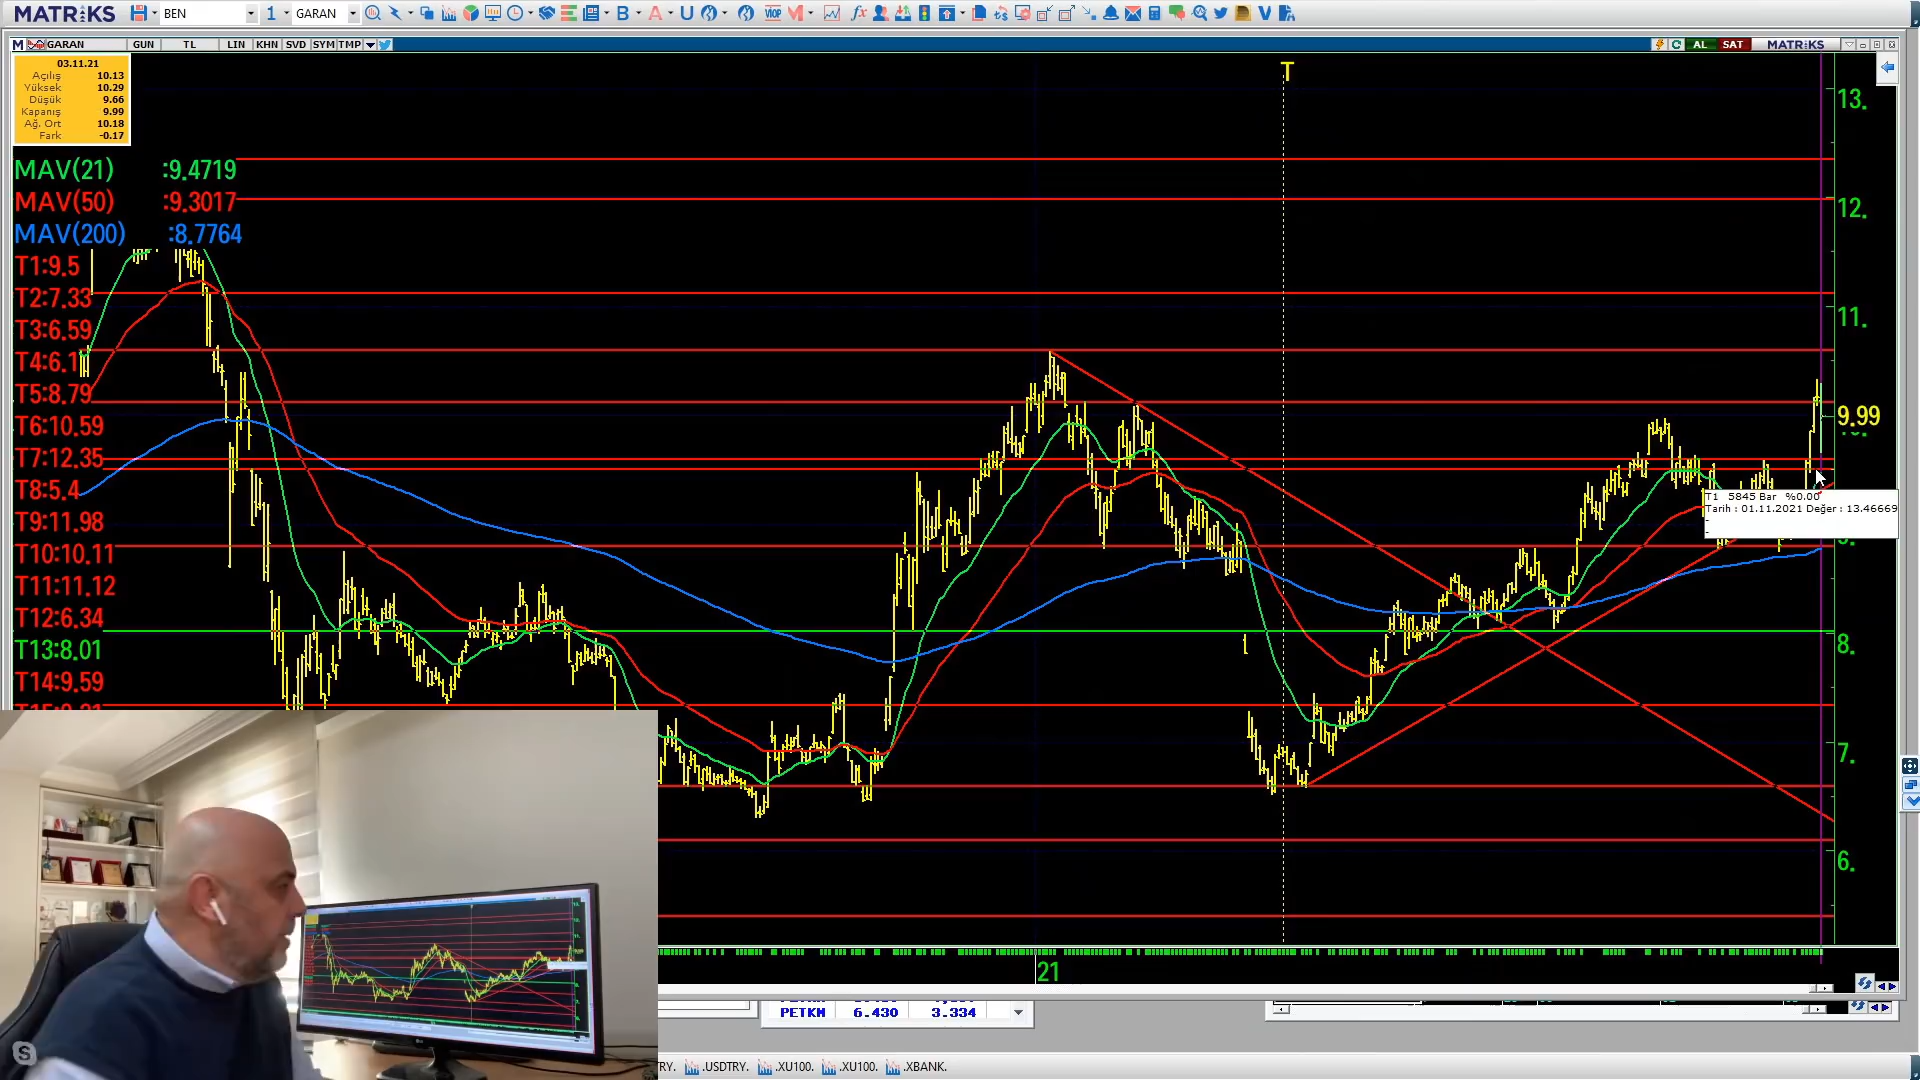 MATRiKS BEN 1 GARAN fx VIOP M B A U V
M GARAN GUN TL LIN KHN SVD SYM TMP AL SAT MATRiKS
03.11.21
Açılış 10.13
Yüksek 10.29
Düşük 9.66
Kapanış 9.99
Ağ. Ort 10.18
Fark -0.17
T
MAV(21) :9.4719
MAV(50) :9.3017
MAV(200) :8.7764
T1:9.5
T2:7.33
T3:6.59
T4:6.1
T5:8.79
T6:10.59
T7:12.35
T8:5.4
T9:11.98
T10:10.11
T11:11.12
T12:6.34
T13:8.01
T14:9.59
13.
12.
11.
9.99
8.
7.
6.
T1 5845 Bar %0.00
Tarih : 01.11.2021 Değer : 13.46669
21
PETKM 6.430 3.334
.USDTRY. .XU100. .XU100. .XBANK.